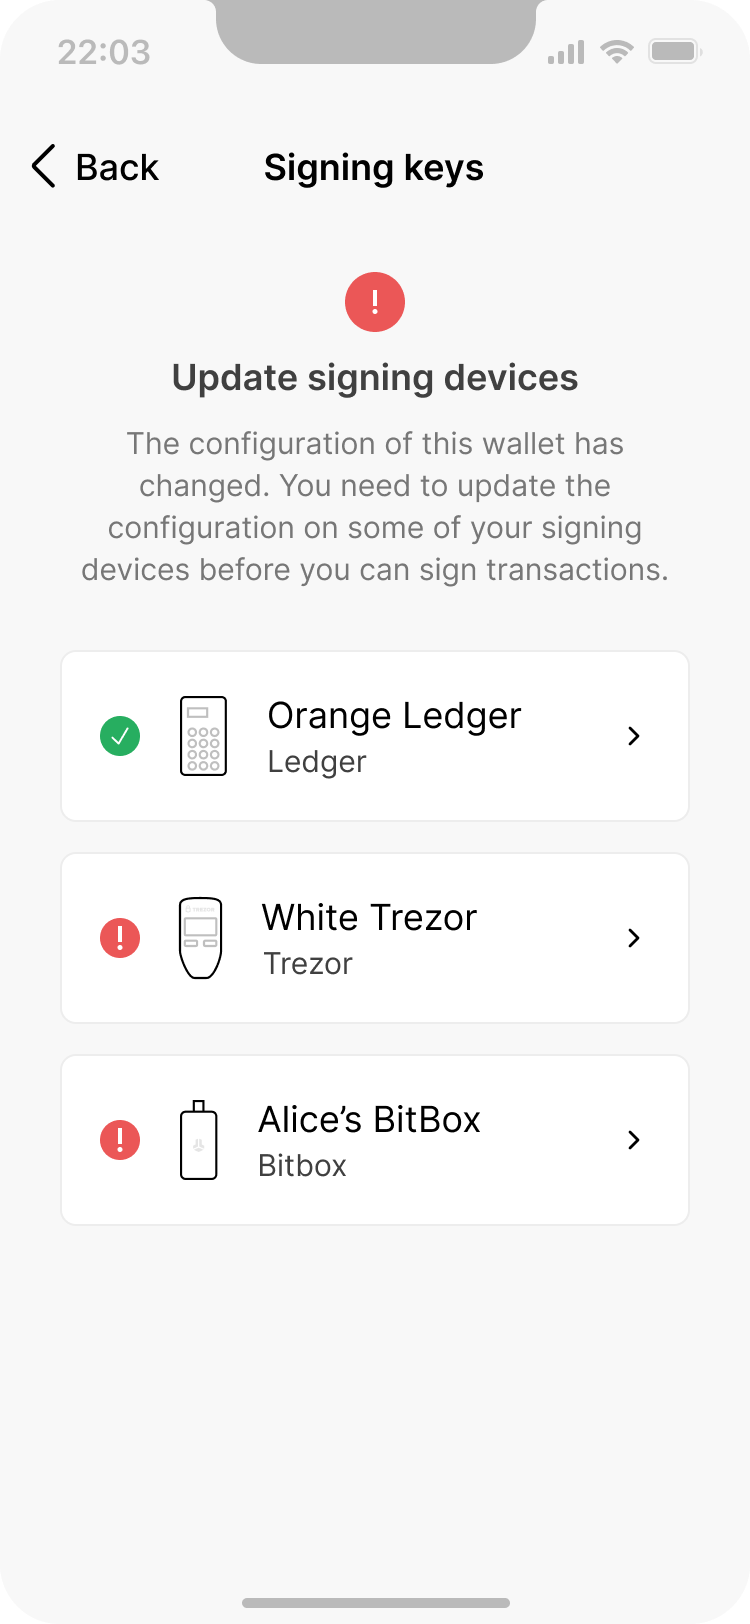 22:03
Back
Signing keys
Update signing devices
The configuration of this wallet has
changed. You need to update the
configuration on some of your signing
devices before you can sign transactions.
Orange Ledger
Ledger
White Trezor
Trezor
Alice’s BitBox
Bitbox